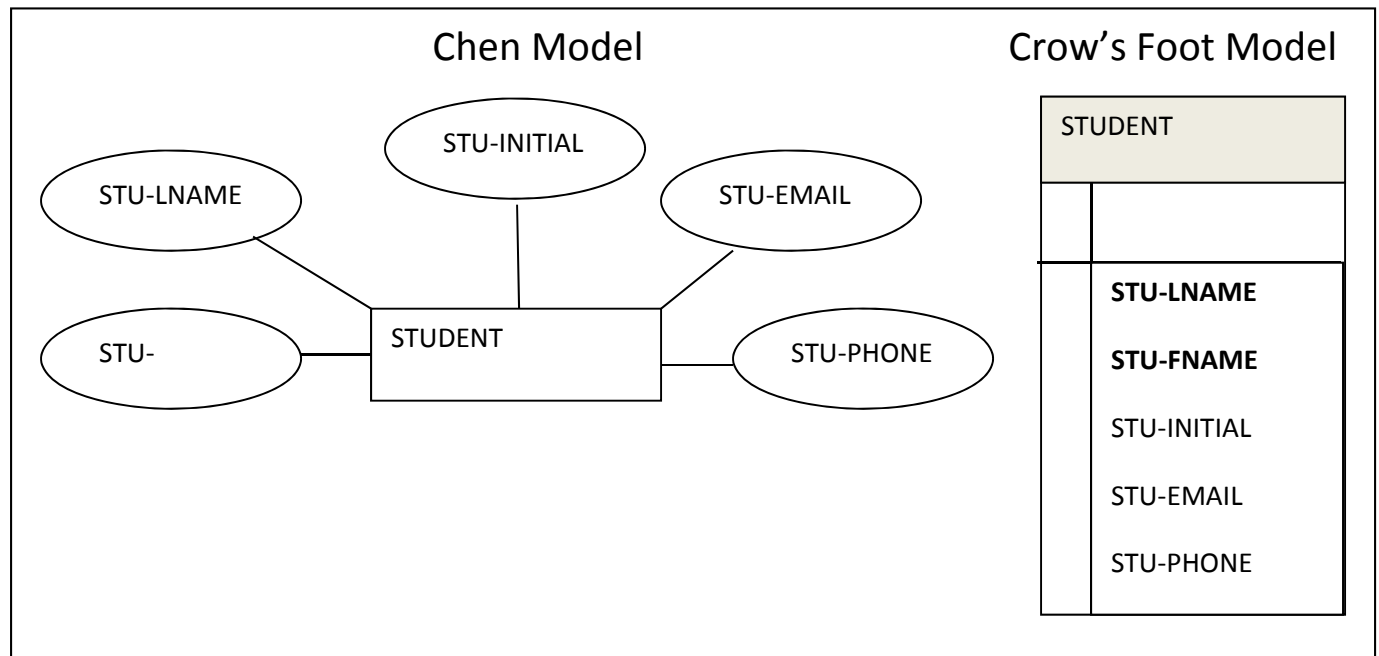 Chen Model
Crow's Foot Model
STU-INITIAL
STU-LNAME
STU-EMAIL
STU-
STUDENT
STU-PHONE
STUDENT
STU-LNAME
STU-FNAME
STU-INITIAL
STU-EMAIL
STU-PHONE